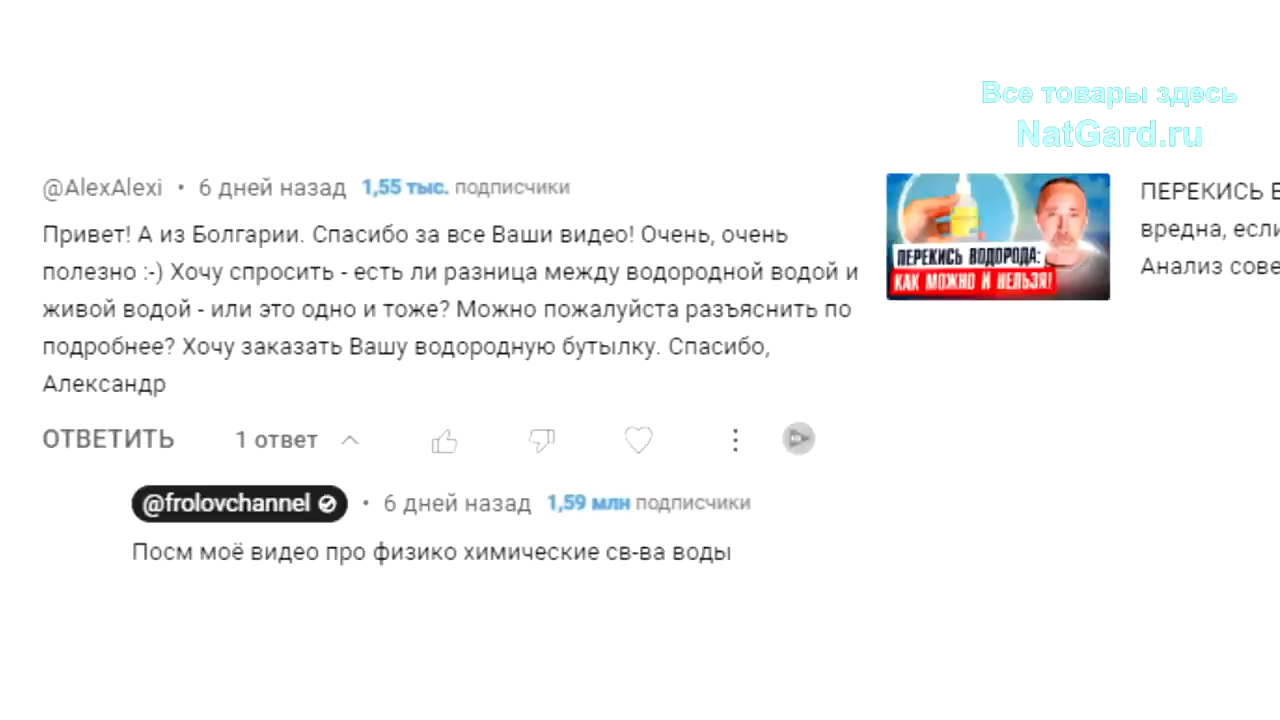 Все товары здесь
NatGard.ru
@AlexAlexi • 6 дней назад 1,55 тыс. подписчики
Привет! А из Болгарии. Спасибо за все Ваши видео! Очень, очень
полезно :-) Хочу спросить - есть ли разница между водородной водой и
живой водой - или это одно и тоже? Можно пожалуйста разъяснить по
подробнее? Хочу заказать Вашу водородную бутылку. Спасибо,
Александр
ПЕРЕКИСЬ ВОДОРОДА:
КАК МОЖНО И НЕЛЬЗЯ!
ПЕРЕКИСЬ
вредна,
Анализ
ОТВЕТИТЬ 1 ответ
@frolovchannel • 6 дней назад 1,59 млн подписчики
Посм моё видео про физико химические св-ва воды